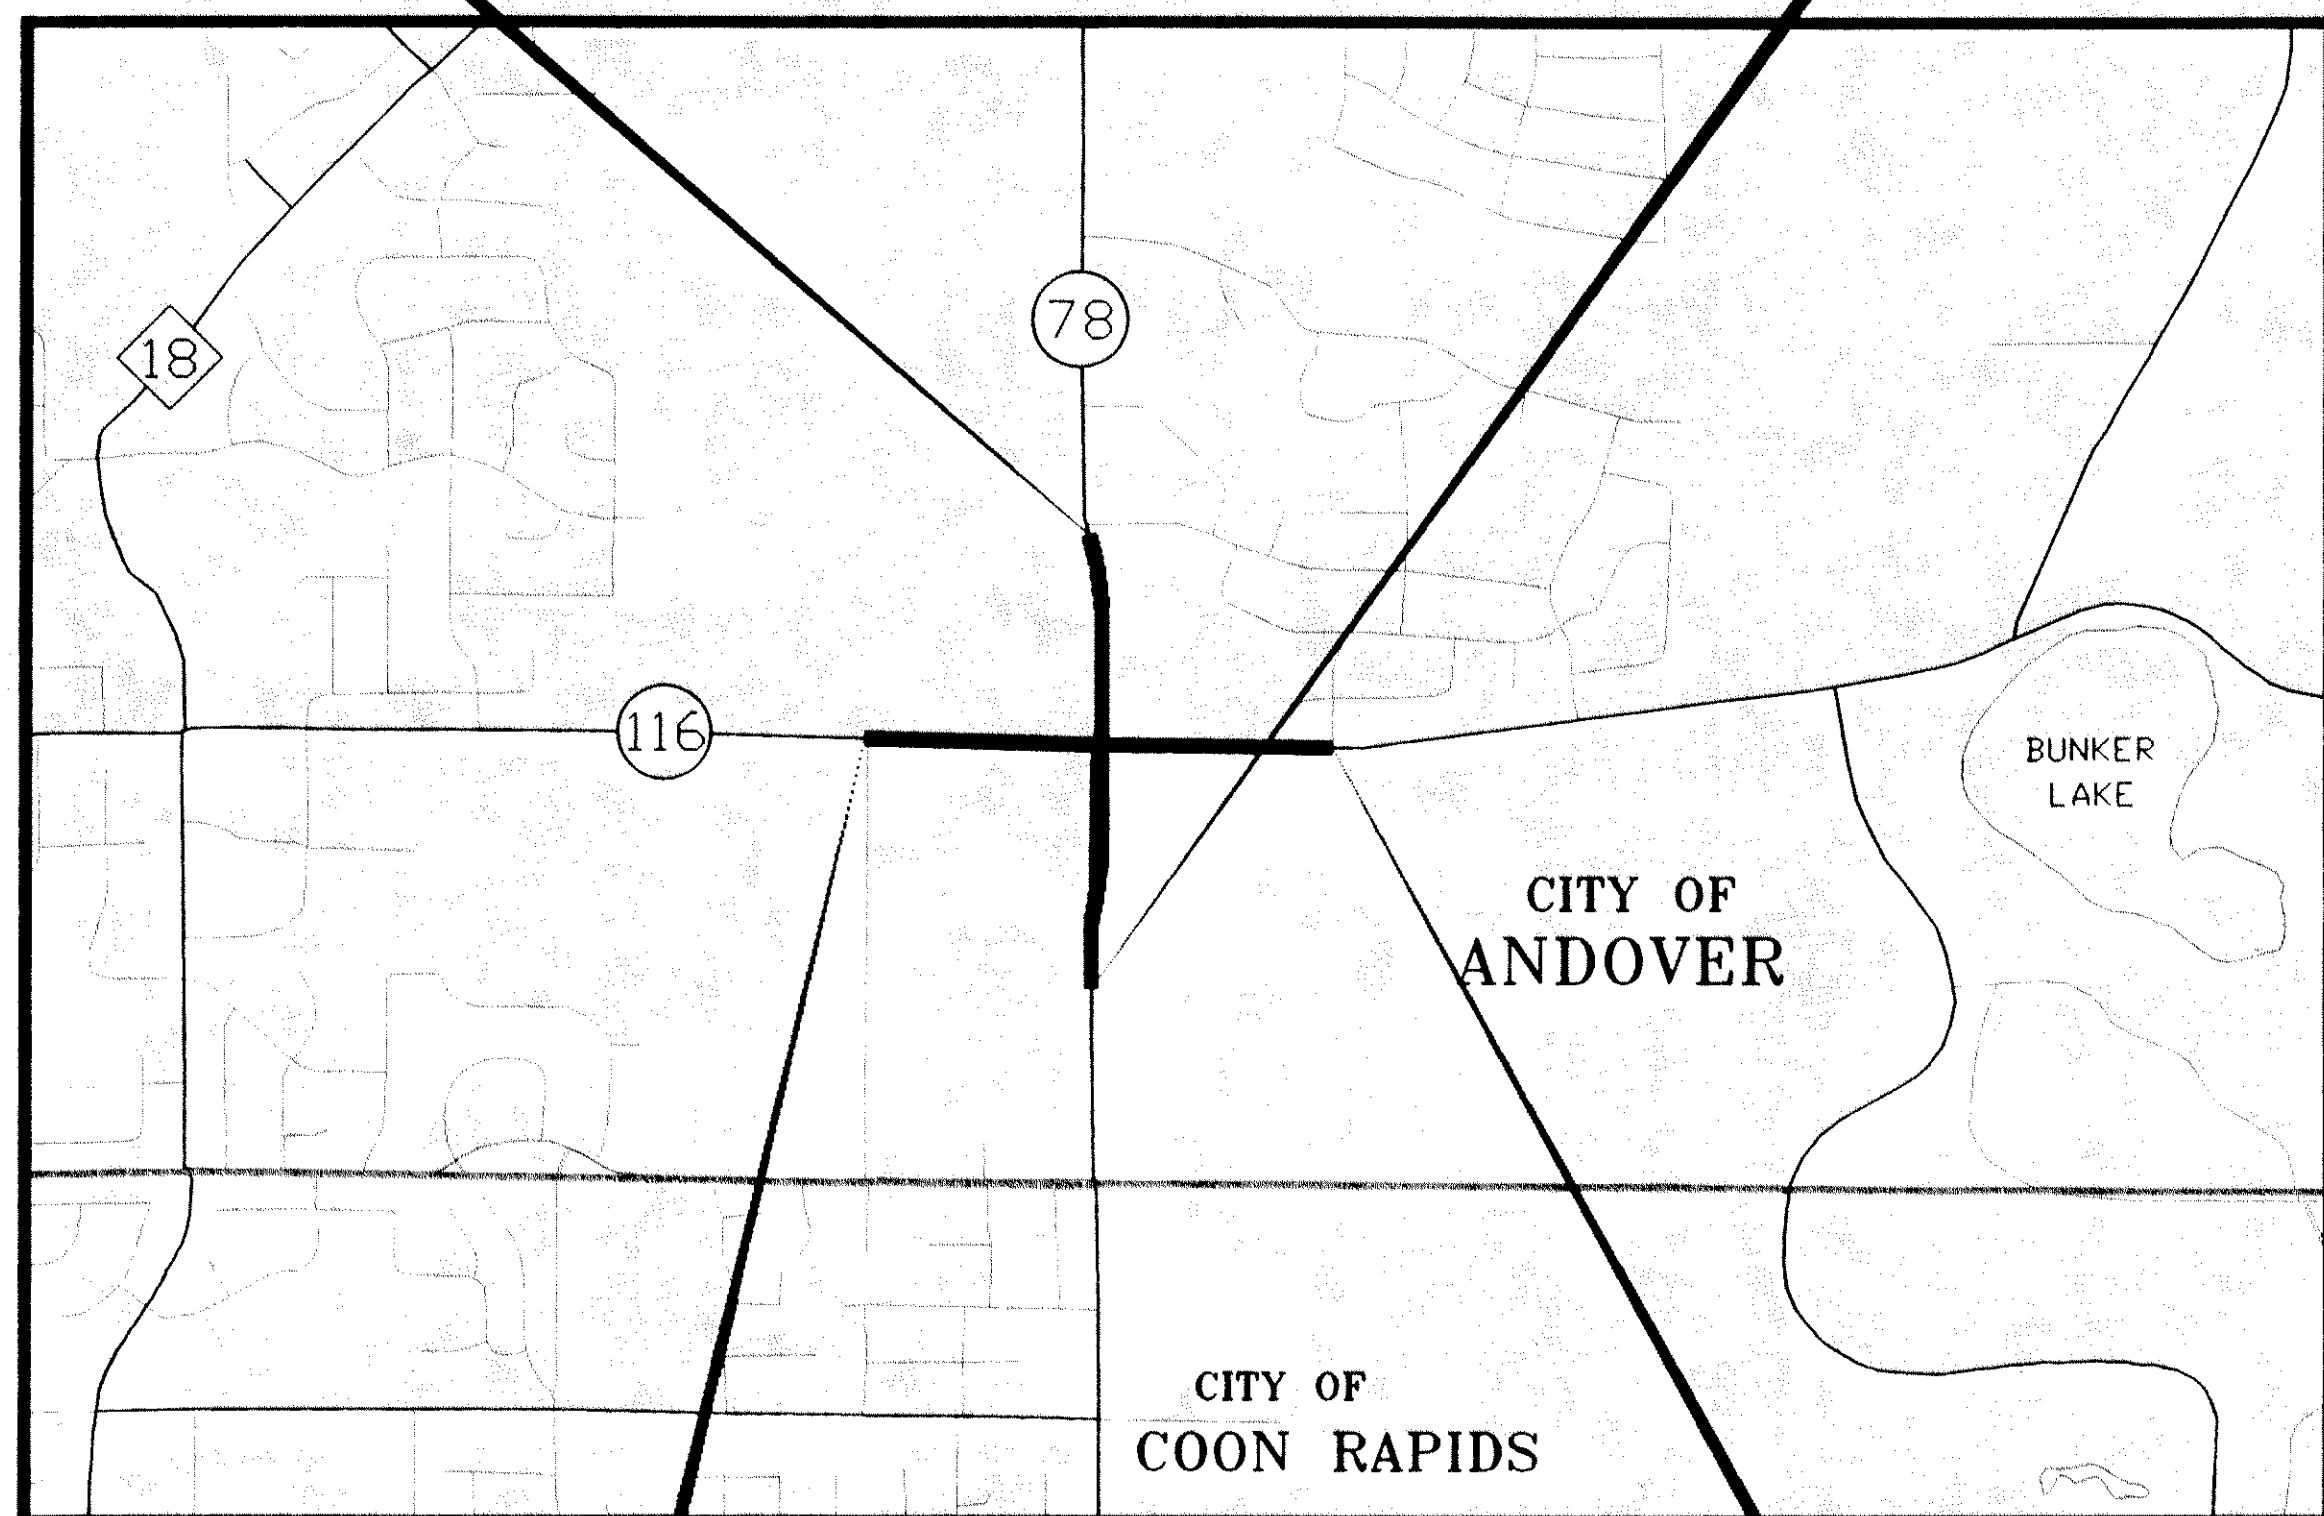 78
18
116
BUNKER
LAKE
CITY OF
ANDOVER
CITY OF
COON RAPIDS